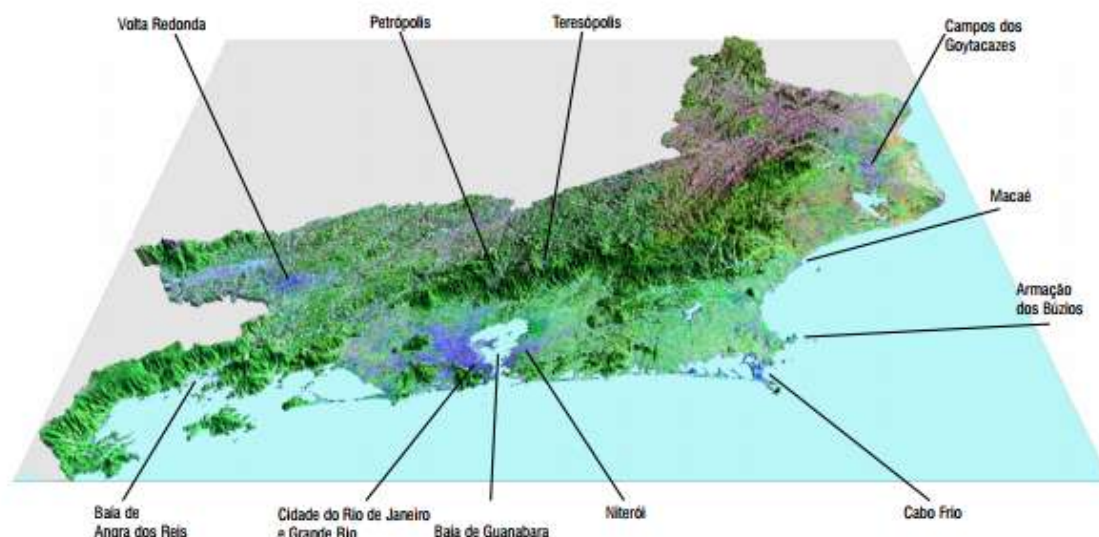 Volta Redonda
Petrópolis
Teresópolis
Campos dos
Goytacazes
Macaé
Armação
dos Búzios
Baía de
Angra dos Reis
Cidade do Rio de Janeiro
e Grande Rio
Baía de Guanabara
Niterói
Cabo Frio